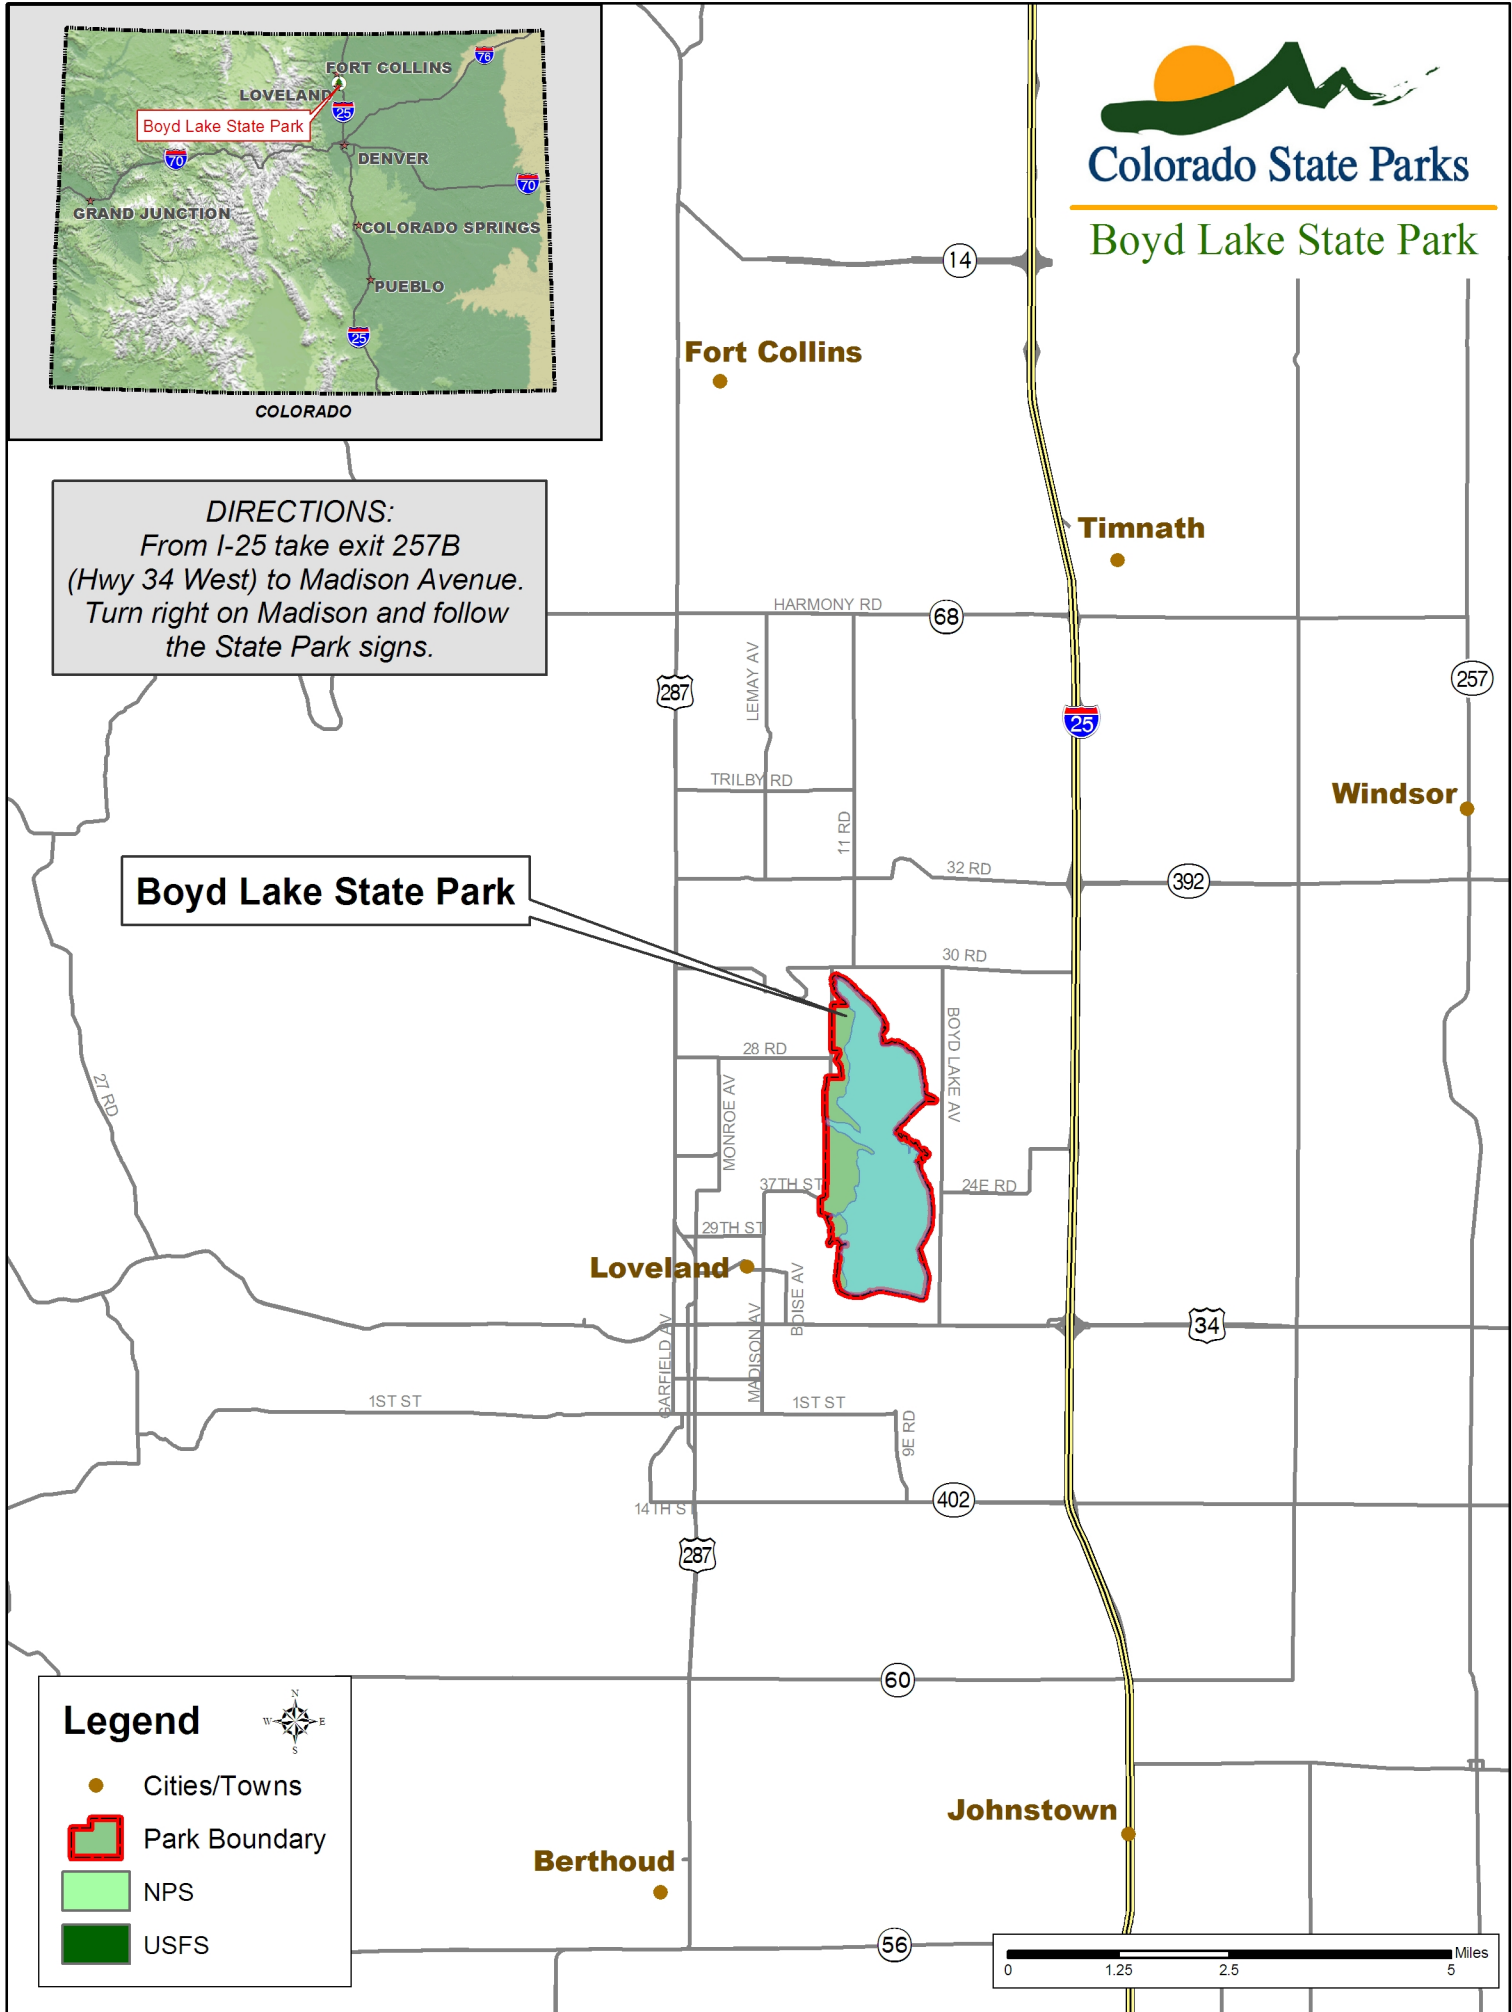 FORT COLLINS
76
LOVELAND
25
Boyd Lake State Park
70
DENVER
70
GRAND JUNCTION
COLORADO SPRINGS
PUEBLO
25
COLORADO
Colorado State Parks
Boyd Lake State Park
14
Fort Collins
DIRECTIONS:
From I-25 take exit 257B
(Hwy 34 West) to Madison Avenue.
Turn right on Madison and follow
the State Park signs.
Timnath
HARMONY RD
68
LEMAY AV
287
257
25
TRILBY RD
Windsor
11 RD
32 RD
392
Boyd Lake State Park
30 RD
BOYD LAKE AV
28 RD
27 RD
MONROE AV
37TH ST
24E RD
29TH ST
Loveland
BOISE AV
34
GARFIELD AV
MADISON AV
1ST ST
1ST ST
9E RD
402
14TH S
287
60
Legend
N
W
E
S
Cities/Towns
Park Boundary
NPS
USFS
Johnstown
Berthoud
56
Miles
0 1.25 2.5 5